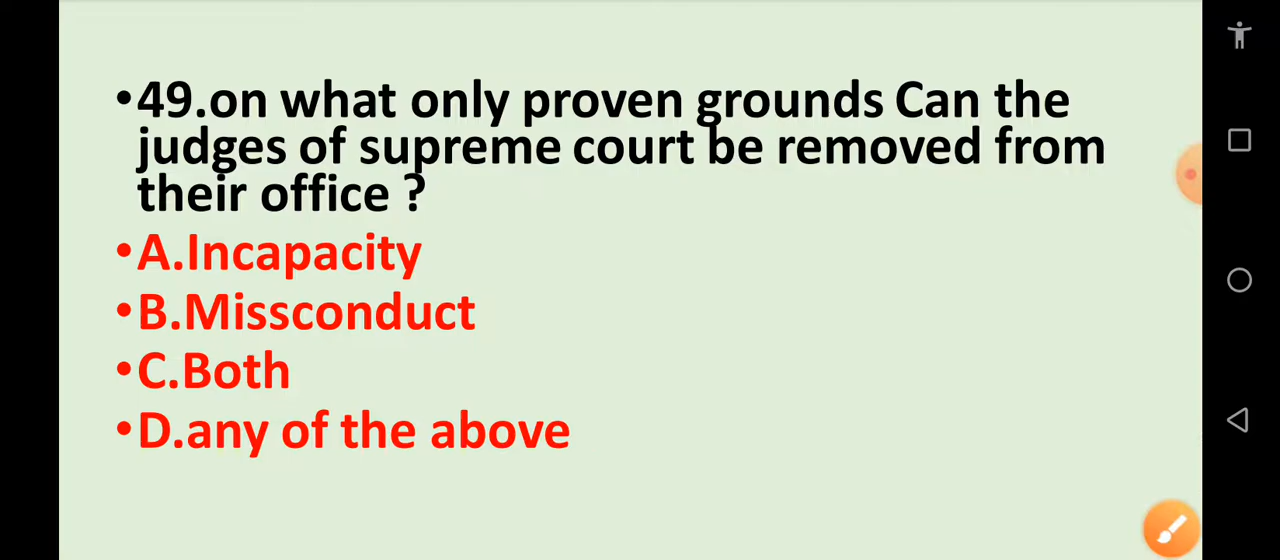 •49.on what only proven grounds Can the
judges of supreme court be removed from
their office ?
•A.Incapacity
•B.Missconduct
•C.Both
•D.any of the above